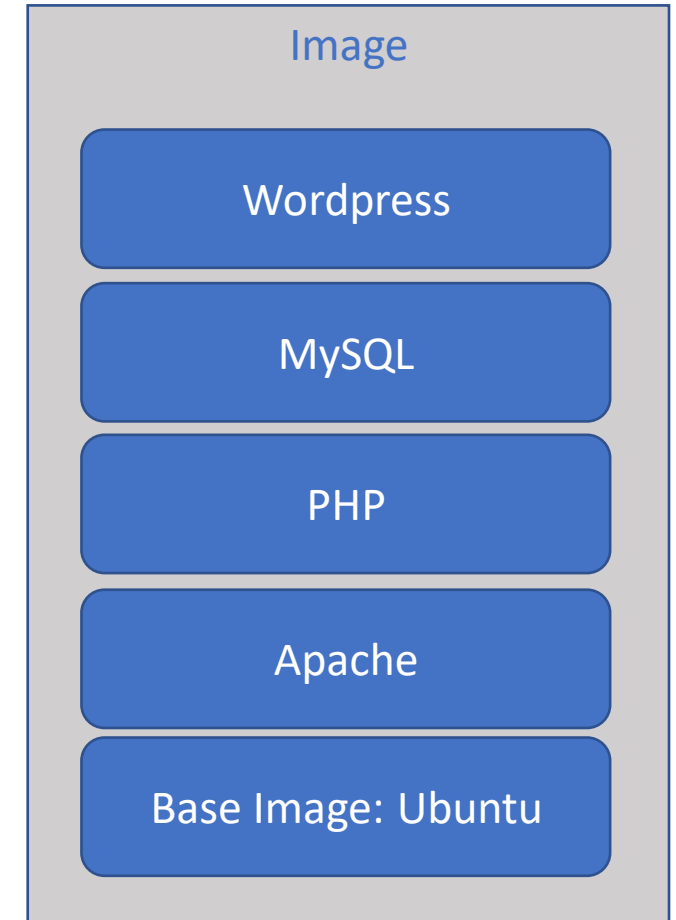 Image
Wordpress
MySQL
PHP
Apache
Base Image: Ubuntu